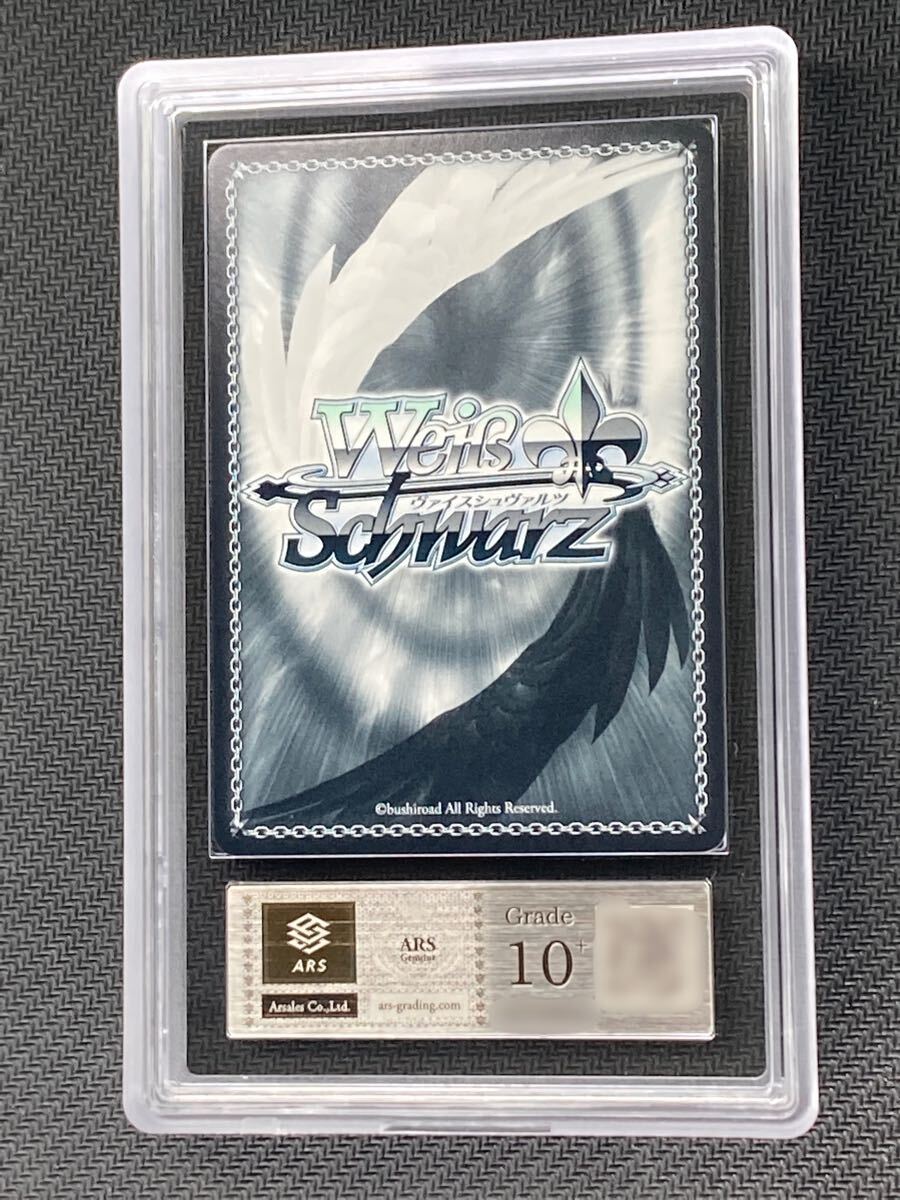 Weiß
ヴァイスシュヴァルツ
Schwarz
©bushiroad All Rights Reserved.
ARS
Arsales Co.,Ltd.
ARS
Genuine
ars-grading.com
Grade
10+